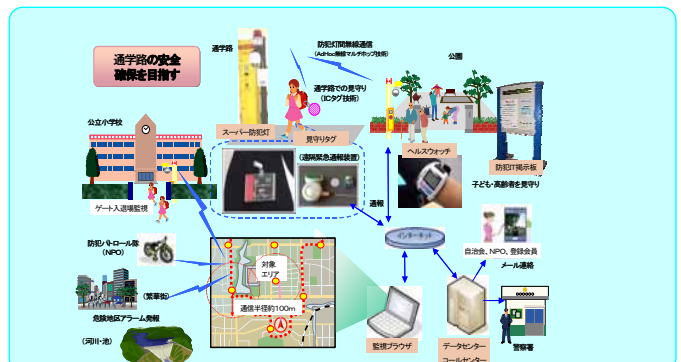 通学路の安全
確保を目指す
通学路
防犯灯間無線通信
(AdHoc無線マルチホップ技術)
公園
通学路での見守り
(ICタグ技術)
公立小学校
スーパー防犯灯
見守りタグ
(遠隔緊急通報装置)
ヘルスウォッチ
防犯IT掲示板
子ども・高齢者を見守り
ゲート入退場監視
通報
インターネット
自治会、NPO、登録会員
メール連絡
防犯パトロール隊
(NPO)
対象
エリア
(繁華街)
通信半径約100m
危険地区アラーム発報
(河川・池)
監視ブラウザ
データセンター
コールセンター
警察署